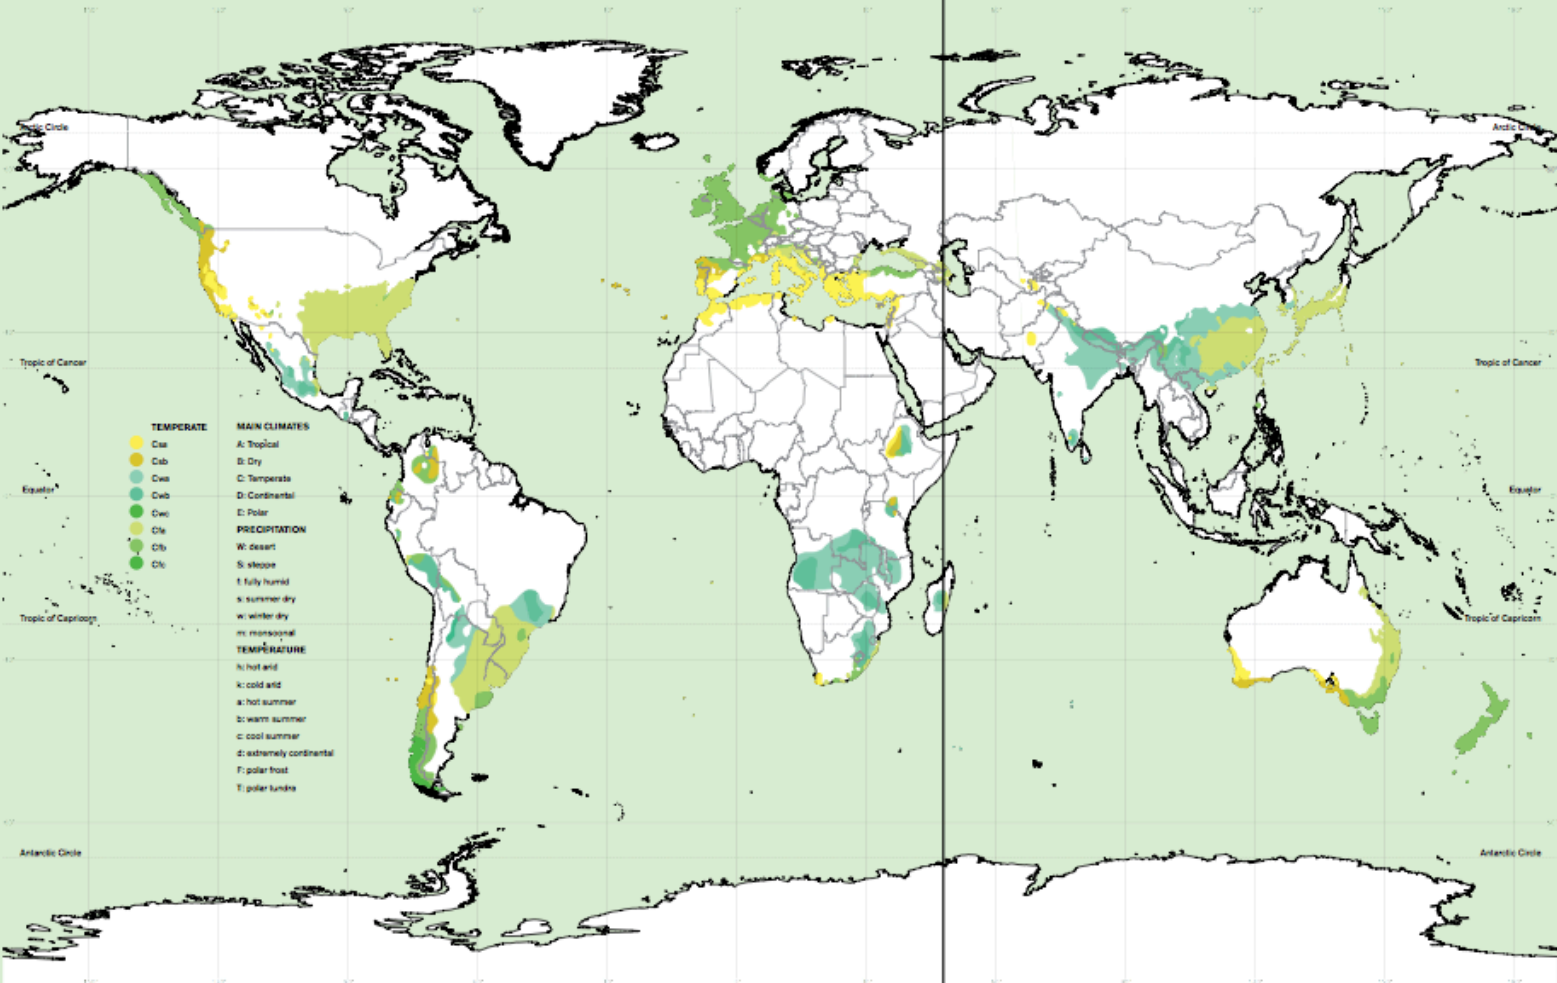 Arctic Circle
Tropic of Cancer
Tropic of Cancer
TEMPERATE
Csa
Csb
Cwa
Cwb
Cwc
Cfa
Cfb
Cfc
MAIN CLIMATES
A: Tropical
B: Dry
C: Temperate
D: Continental
E: Polar
PRECIPITATION
W: desert
S: steppe
f: fully humid
s: summer dry
w: winter dry
m: monsoonal
TEMPERATURE
h: hot arid
k: cold arid
a: hot summer
b: warm summer
c: cool summer
d: extremely continental
F: polar frost
T: polar tundra
Equator
Equator
Tropic of Capricorn
Tropic of Capricorn
Antarctic Circle
Antarctic Circle